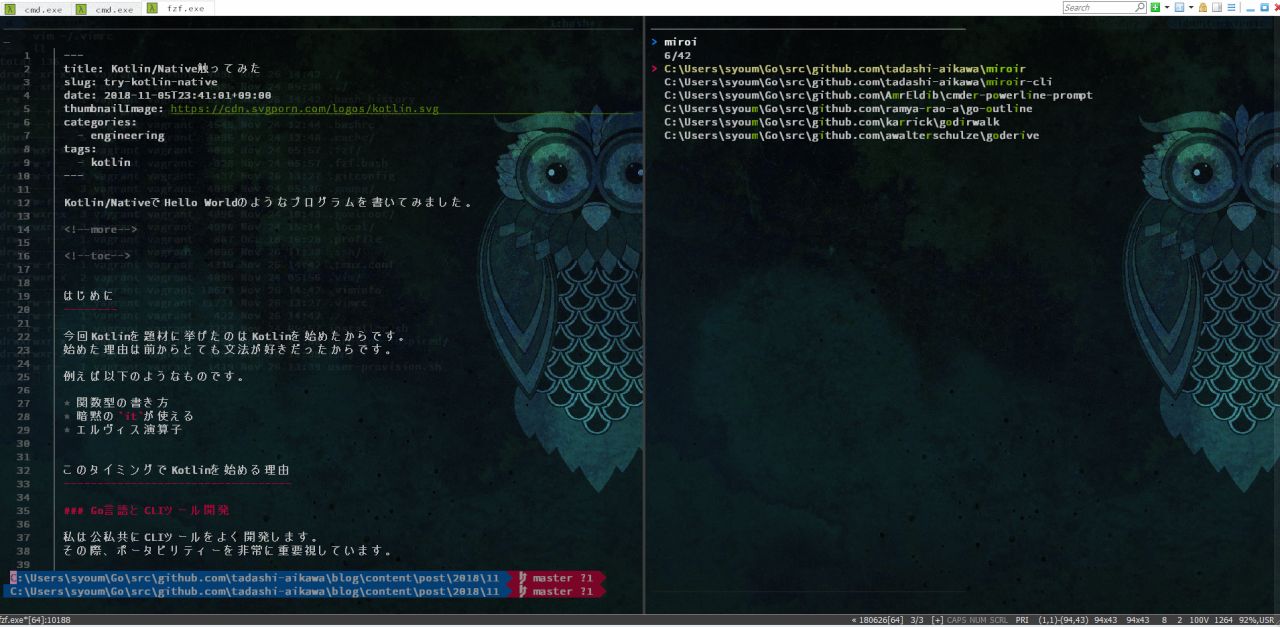 cmd.exe
cmd.exe
fzf.exe
Search
1 ---
2 title: Kotlin/Native触ってみた
3 slug: try-kotlin-native
4 date: 2018-11-05T23:41:01+09:00
5 thumbnailImage: https://cdn.svgporn.com/logos/kotlin.svg
6 categories:
7 - engineering
8 tags:
9 - kotlin
10 ---
11
12 Kotlin/NativeでHello Worldのようなプログラムを書いてみました。
13
14 <!--more-->
15
16 <!--toc-->
17
18
19 はじめに
20 --------
21
22 今回Kotlinを題材に挙げたのはKotlinを始めたからです。
23 始めた理由は前からとても文法が好きだったからです。
24
25 例えば以下のようなものです。
26
27 * 関数型の書き方
28 * 暗黙の`it`が使える
29 * エルヴィス演算子
30
31
32 このタイミングでKotlinを始める理由
33 ---------------------------------
34
35 ### Go言語とCLIツール開発
36
37 私は公私共にCLIツールをよく開発します。
38 その際、ポータビリティーを非常に重要視しています。
39
C:\Users\syoum\Go\src\github.com\tadashi-aikawa\blog\content\post\2018\11 master ?1
C:\Users\syoum\Go\src\github.com\tadashi-aikawa\blog\content\post\2018\11 master ?1
> miroi
6/42
> C:\Users\syoum\Go\src\github.com\tadashi-aikawa\miroir
C:\Users\syoum\Go\src\github.com\tadashi-aikawa\miroir-cli
C:\Users\syoum\Go\src\github.com\AmrEldib\cmder-powerline-prompt
C:\Users\syoum\Go\src\github.com\ramya-rao-a\go-outline
C:\Users\syoum\Go\src\github.com\karrick\godirwalk
C:\Users\syoum\Go\src\github.com\awalterschulze\goderive
fzf.exe*[64]:10188
« 180626[64] 3/3 [+] CAPS NUM SCRL PRI (1,1)-(94,43) 94x43 94x43 8 2 100V 1264 92%,USR